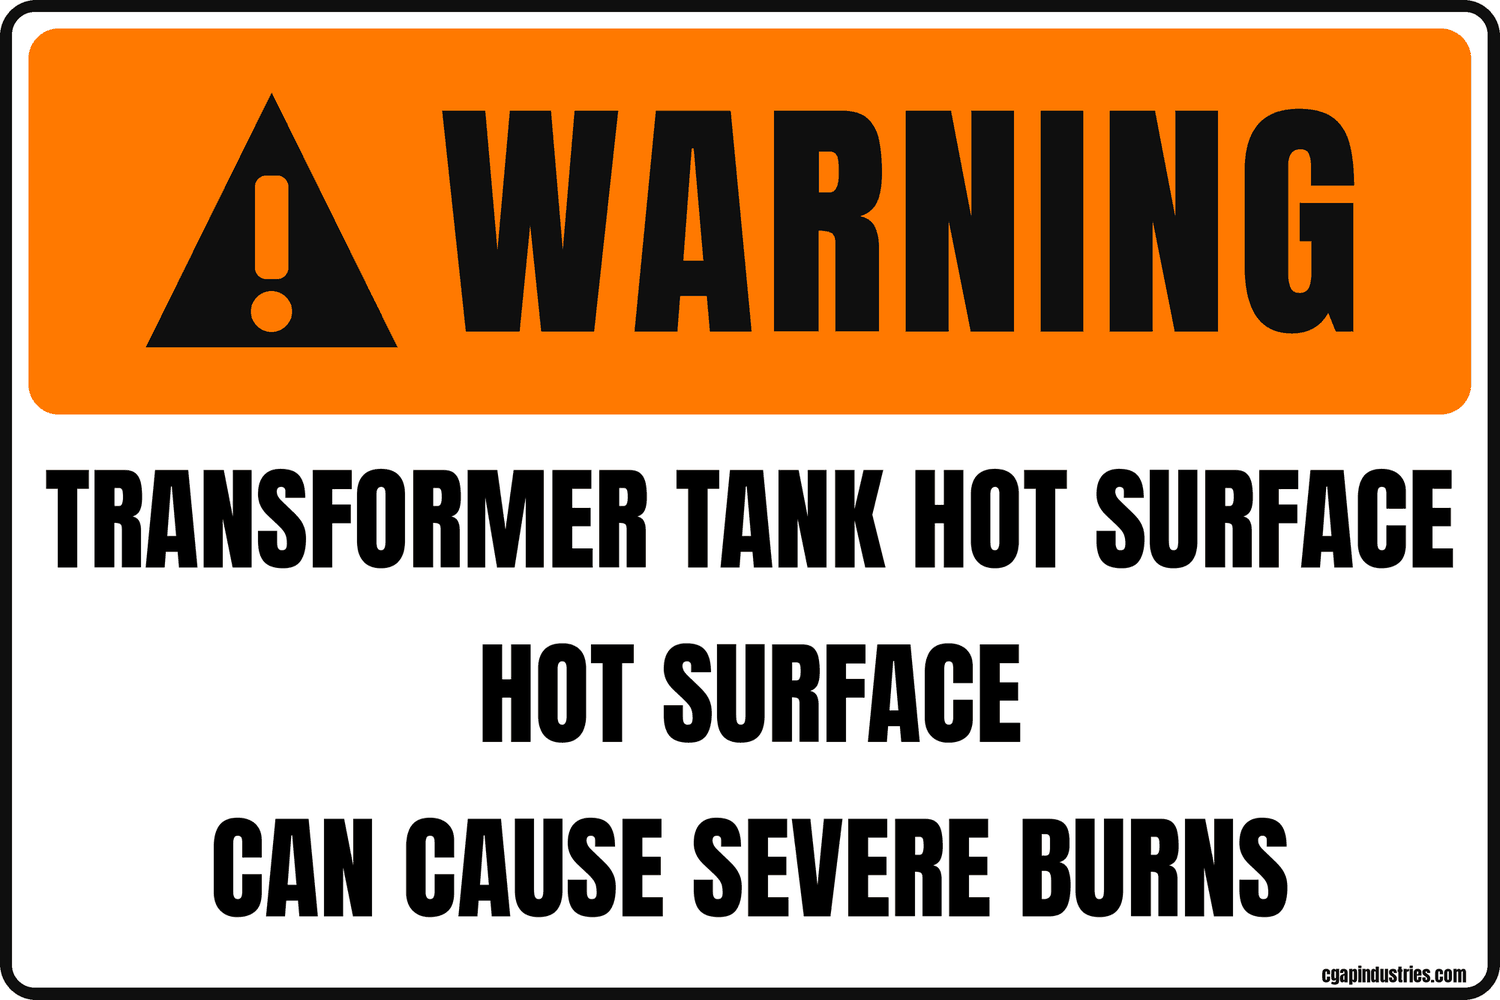 WARNING
TRANSFORMER TANK HOT SURFACE
HOT SURFACE
CAN CAUSE SEVERE BURNS
cgapindustries.com